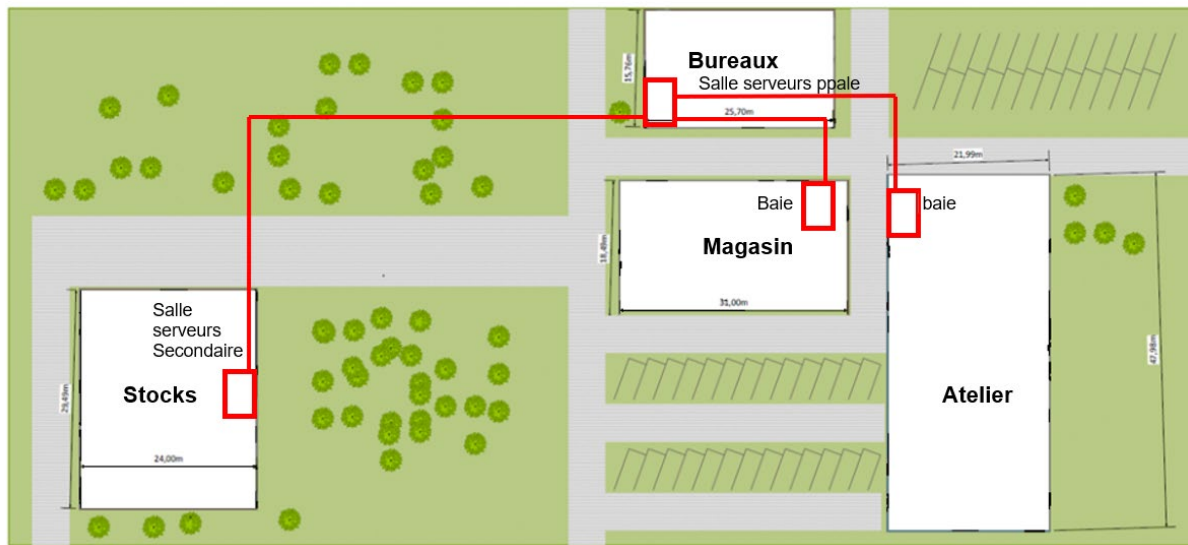 Bureaux
Salle serveurs ppale
15,76m
25,70m
21,99m
Baie
baie
Magasin
18,49m
31,00m
Salle
serveurs
Secondaire
Stocks
29,49m
24,00m
Atelier
47,98m